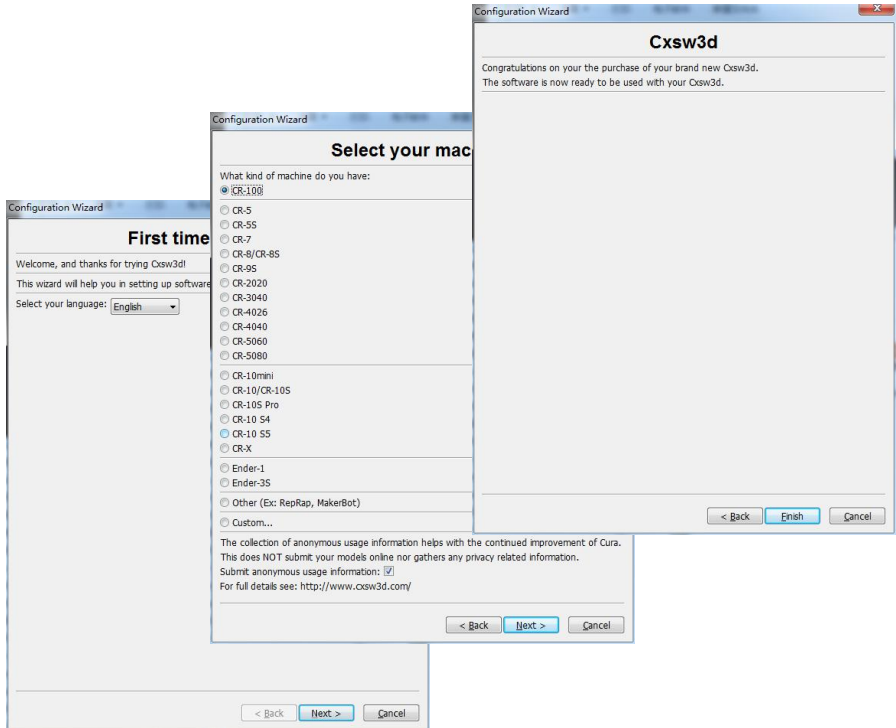 Configuration Wizard
First time
Welcome, and thanks for trying Cxsw3d!
This wizard will help you in setting up software
Select your language: English
< Back Next > Cancel
Configuration Wizard
Select your mac
What kind of machine do you have:
CR-100
CR-5
CR-5S
CR-7
CR-8/CR-8S
CR-9S
CR-2020
CR-3040
CR-4026
CR-4040
CR-5060
CR-5080
CR-10mini
CR-10/CR-10S
CR-10S Pro
CR-10 S4
CR-10 S5
CR-X
Ender-1
Ender-3S
Other (Ex: RepRap, MakerBot)
Custom...
The collection of anonymous usage information helps with the continued improvement of Cura.
This does NOT submit your models online nor gathers any privacy related information.
Submit anonymous usage information:
For full details see: http://www.cxsw3d.com/
< Back Next > Cancel
Configuration Wizard
Cxsw3d
Congratulations on your the purchase of your brand new Cxsw3d.
The software is now ready to be used with your Cxsw3d.
< Back Finish Cancel